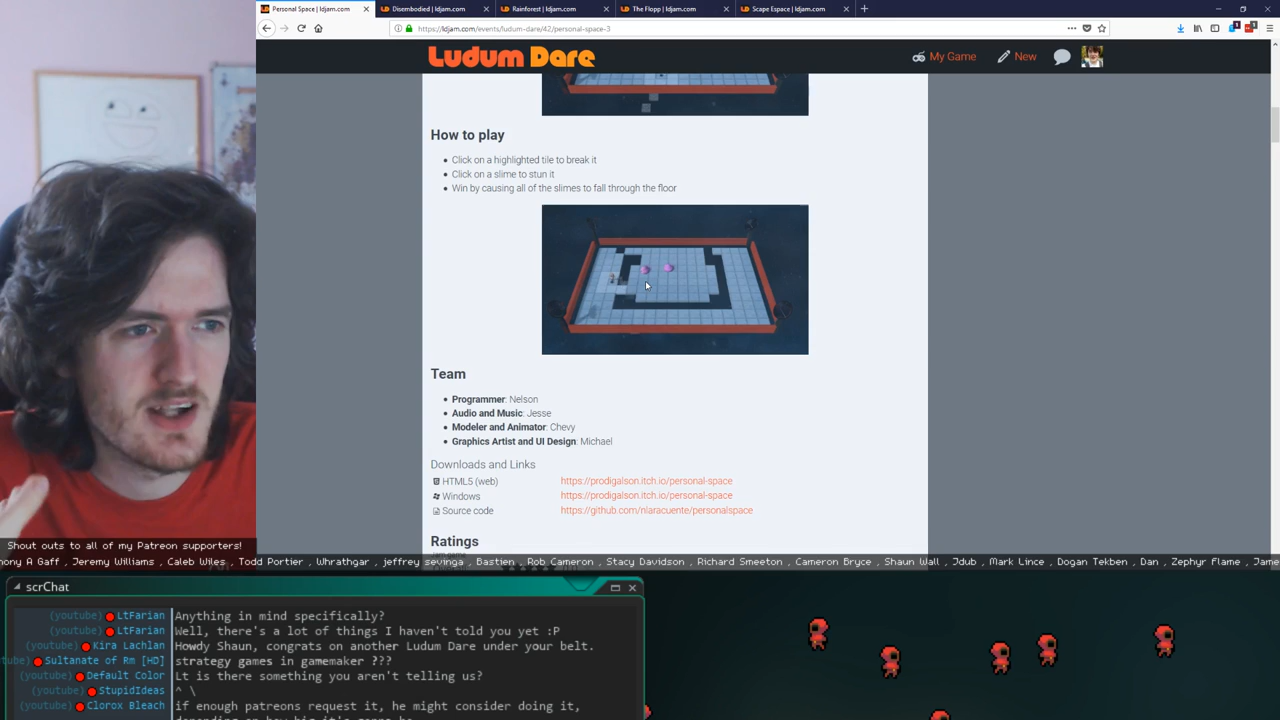 Personal Space | ldjam.com
Disembodied | ldjam.com
Rainforest | ldjam.com
The Flopp | ldjam.com
Scape Espace | ldjam.com
https://ldjam.com/events/ludum-dare/42/personal-space-3
Ludum Dare
My Game
New
How to play
Click on a highlighted tile to break it
Click on a slime to stun it
Win by causing all of the slimes to fall through the floor
Team
Programmer: Nelson
Audio and Music: Jesse
Modeler and Animator: Chevy
Graphics Artist and UI Design: Michael
Downloads and Links
HTML5 (web) https://prodigalson.itch.io/personal-space
Windows https://prodigalson.itch.io/personal-space
Source code https://github.com/nlaracuente/personalspace
Ratings
Shout outs to all of my Patreon supporters!
hony A Gaff , Jeremy Williams , Caleb Wiles , Todd Portier , Whrathgar , jeffrey sevinga , Bastien , Rob Cameron , Stacy Davidson , Richard Smeeton , Cameron Bryce , Shaun Wall , Jdub , Mark Lince , Dogan Tekben , Dan , Zephyr Flame , Jame
scrChat
(youtube) LtFarian Anything in mind specifically?
(youtube) LtFarian Well, there's a lot of things I haven't told you yet :P
(youtube) Kira Lachlan Howdy Shaun, congrats on another Ludum Dare under your belt.
tube) Sultanate of Rm [HD] strategy games in gamemaker ???
(youtube) Default Color Lt is there something you aren't telling us?
(youtube) StupidIdeas ^ \
(youtube) Clorox Bleach if enough patreons request it, he might consider doing it,